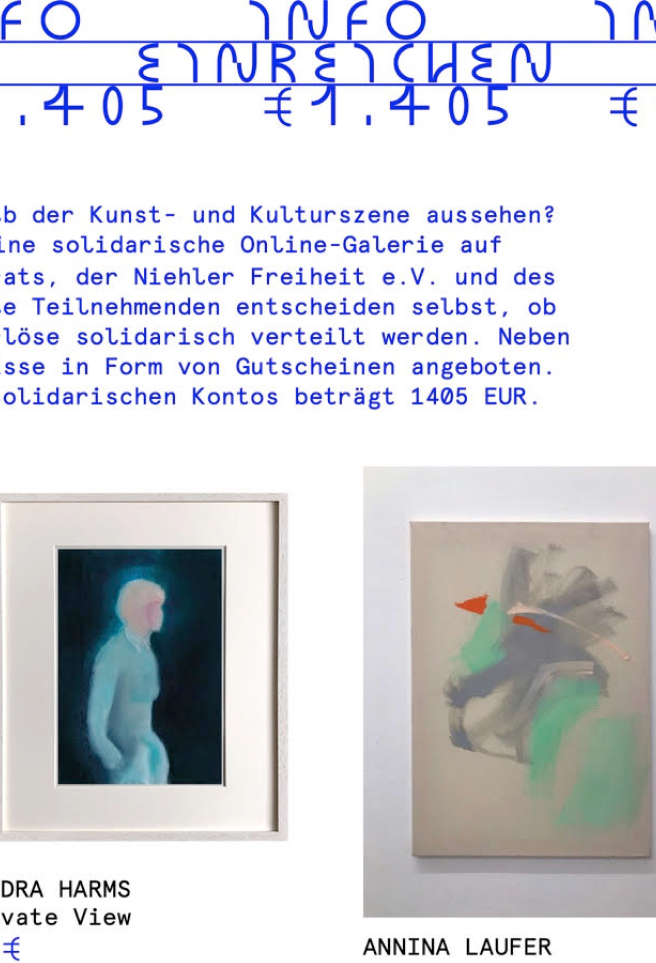 FO INFO IN
EINREICHEN
.405 €1.405 €
b der Kunst- und Kulturszene aussehen?
ine solidarische Online-Galerie auf
ats, der Niehler Freiheit e.V. und des
e Teilnehmenden entscheiden selbst, ob
löse solidarisch verteilt werden. Neben
sse in Form von Gutscheinen angeboten.
olidarischen Kontos beträgt 1405 EUR.
DRA HARMS
vate View
€
ANNINA LAUFER